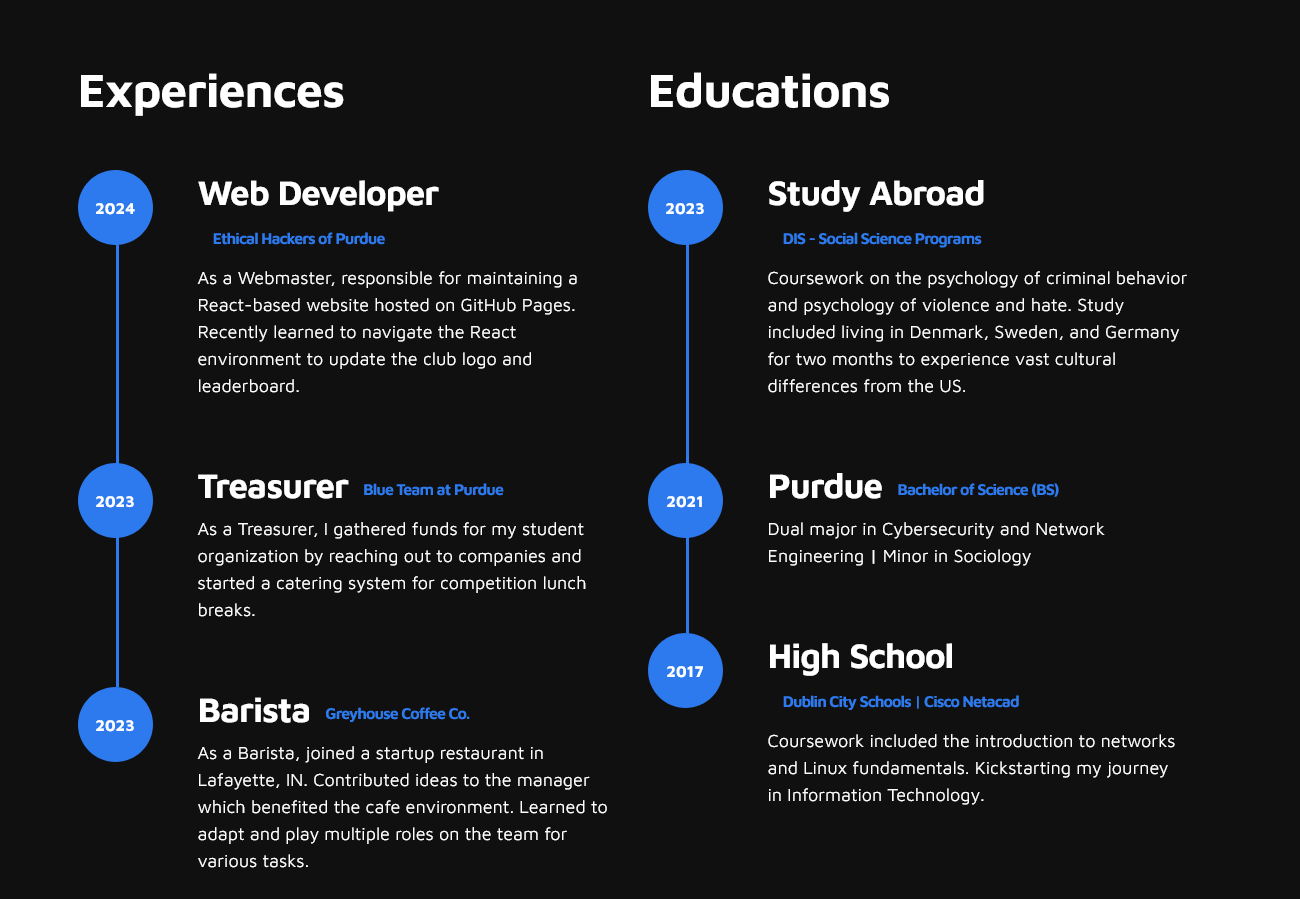 Experiences
2024
Web Developer
Ethical Hackers of Purdue
As a Webmaster, responsible for maintaining a
React-based website hosted on GitHub Pages.
Recently learned to navigate the React
environment to update the club logo and
leaderboard.
2023
Treasurer Blue Team at Purdue
As a Treasurer, I gathered funds for my student
organization by reaching out to companies and
started a catering system for competition lunch
breaks.
2023
Barista Greyhouse Coffee Co.
As a Barista, joined a startup restaurant in
Lafayette, IN. Contributed ideas to the manager
which benefited the cafe environment. Learned to
adapt and play multiple roles on the team for
various tasks.
Educations
2023
Study Abroad
DIS - Social Science Programs
Coursework on the psychology of criminal behavior
and psychology of violence and hate. Study
included living in Denmark, Sweden, and Germany
for two months to experience vast cultural
differences from the US.
2021
Purdue Bachelor of Science (BS)
Dual major in Cybersecurity and Network
Engineering | Minor in Sociology
2017
High School
Dublin City Schools | Cisco Netacad
Coursework included the introduction to networks
and Linux fundamentals. Kickstarting my journey
in Information Technology.